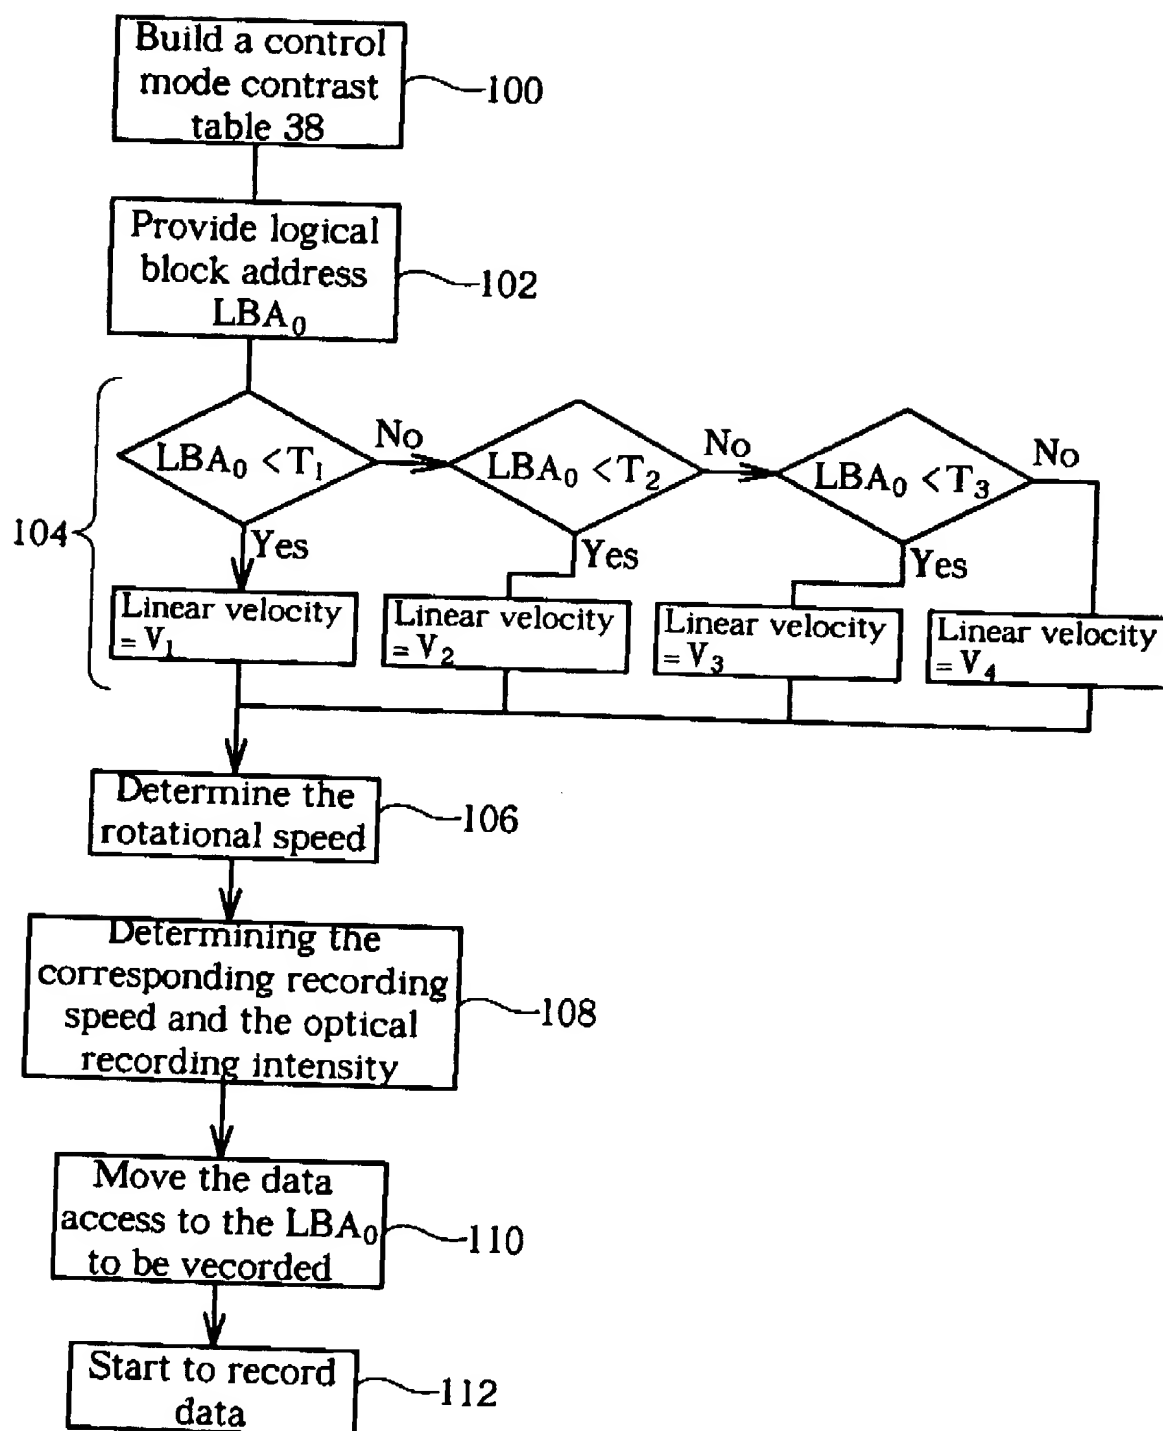 Build a control
mode contrast
table 38
100
Provide logical
block address
LBA₀
102
104
LBA₀ < T₁
No
LBA₀ < T₂
No
LBA₀ < T₃
No
Yes
Yes
Yes
Linear velocity
= V₁
Linear velocity
= V₂
Linear velocity
= V₃
Linear velocity
= V₄
Determine the
rotational speed
106
Determining the
corresponding recording
speed and the optical
recording intensity
108
Move the data
access to the LBA₀
to be vecorded
110
Start to record
data
112